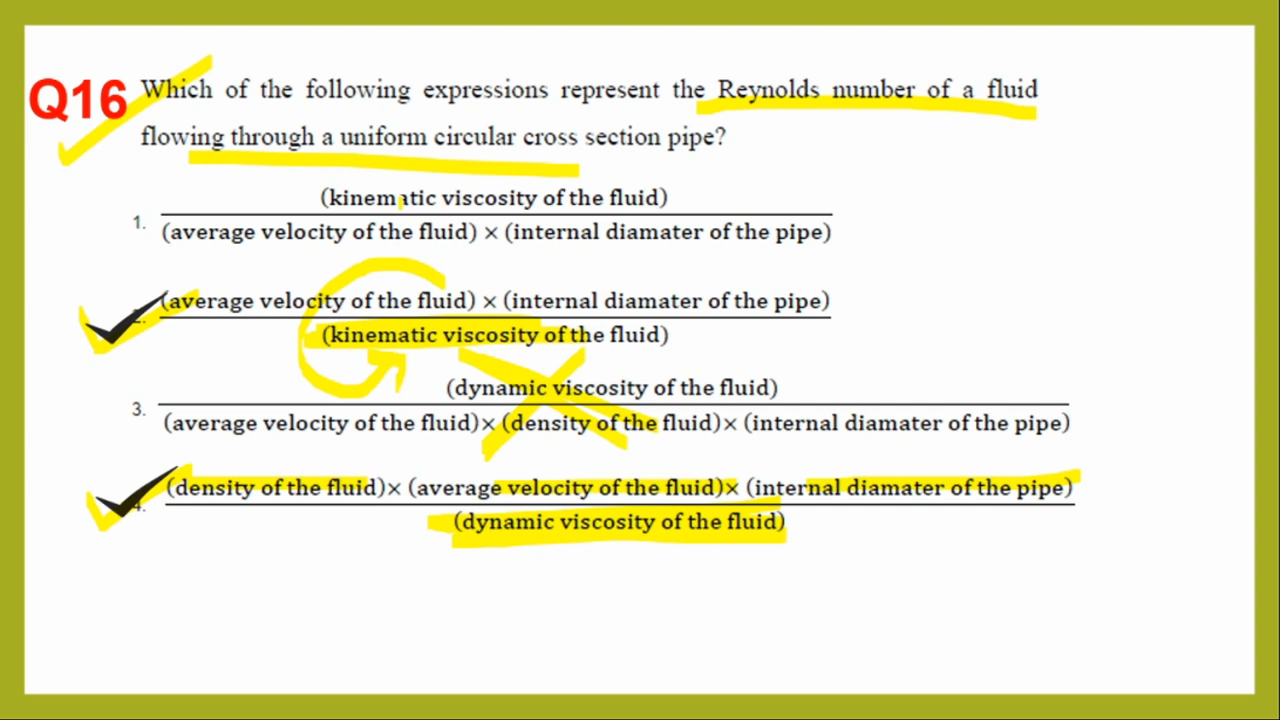 Q16 Which of the following expressions represent the Reynolds number of a fluid
flowing through a uniform circular cross section pipe?
(kinematic viscosity of the fluid)
1.
(average velocity of the fluid) × (internal diamater of the pipe)
(average velocity of the fluid) × (internal diamater of the pipe)
2.
(kinematic viscosity of the fluid)
(dynamic viscosity of the fluid)
3.
(average velocity of the fluid)× (density of the fluid)× (internal diamater of the pipe)
(density of the fluid)× (average velocity of the fluid)× (internal diamater of the pipe)
4.
(dynamic viscosity of the fluid)